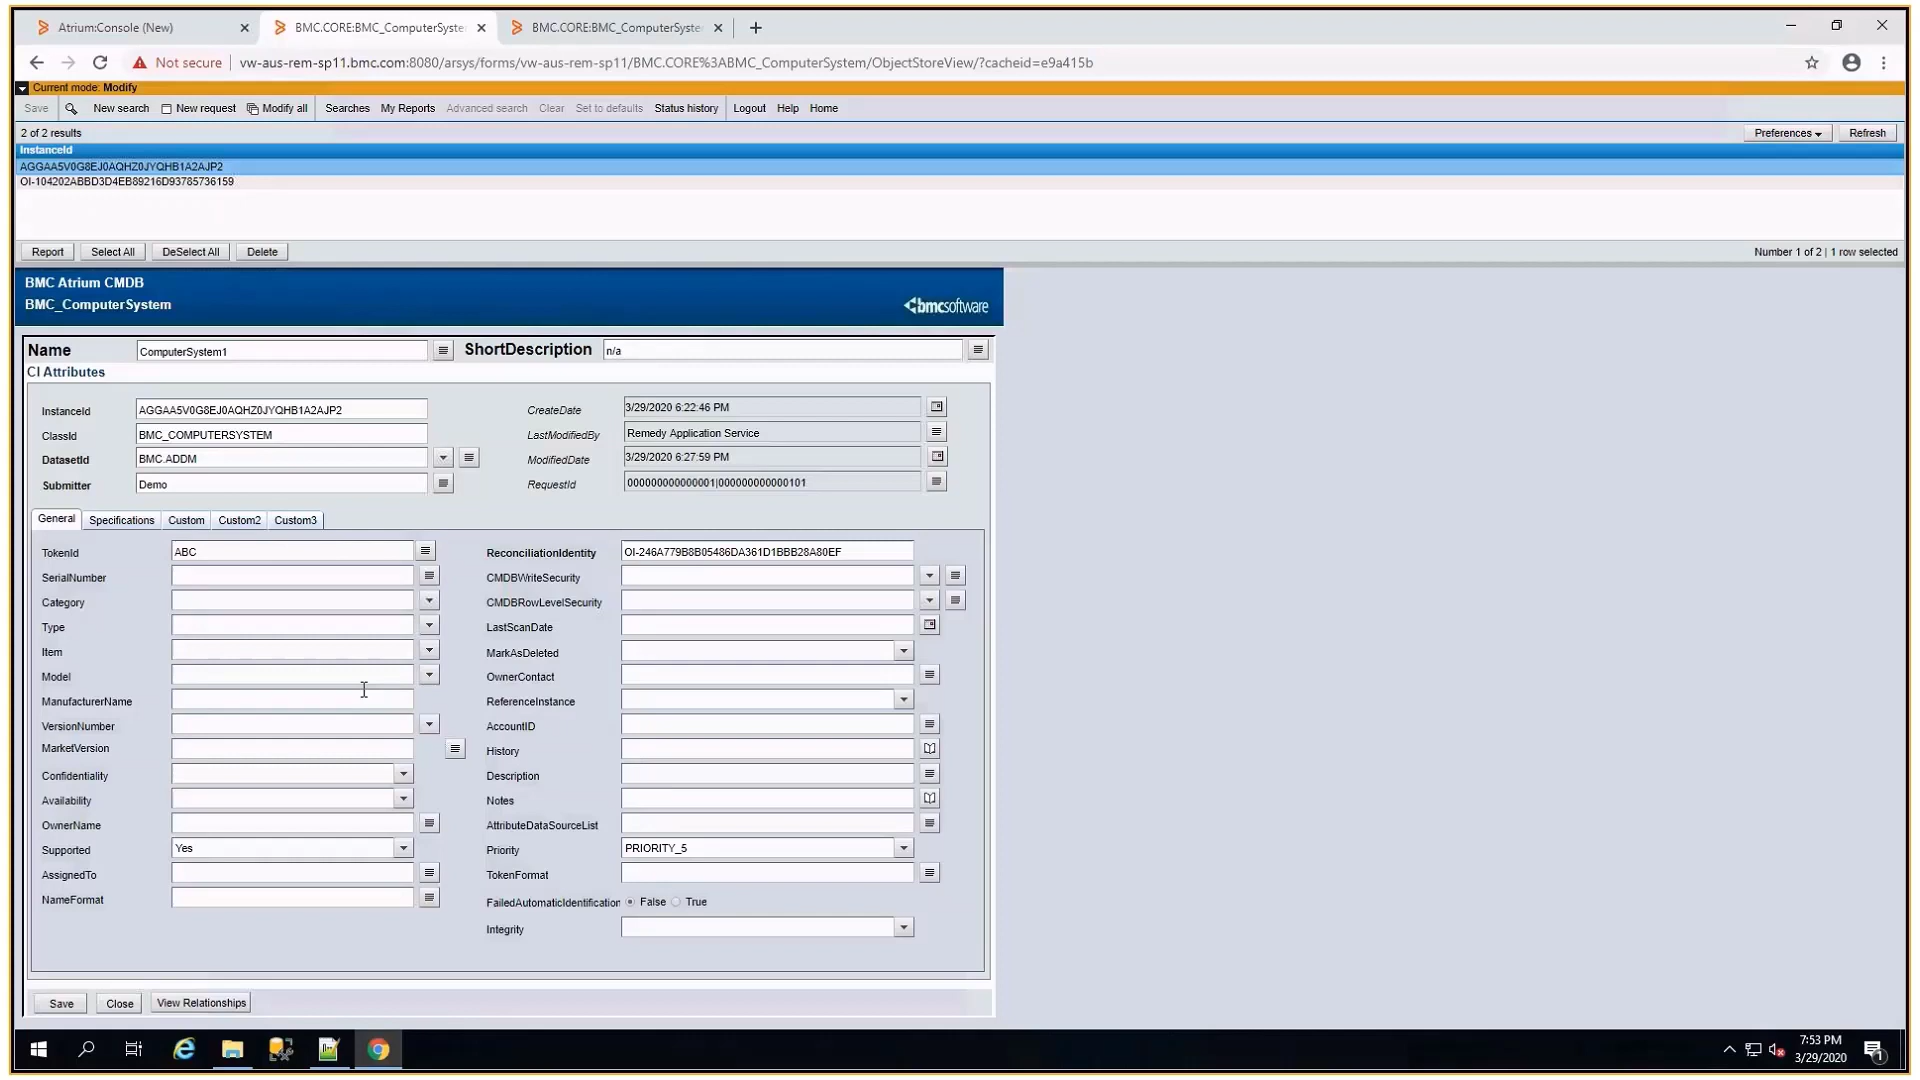 Atrium:Console (New)
BMC.CORE:BMC_ComputerSyste
BMC.CORE:BMC_ComputerSyste
Not secure
vw-aus-rem-sp11.bmc.com:8080/arsys/forms/vw-aus-rem-sp11/BMC.CORE%3ABMC_ComputerSystem/ObjectStoreView/?cacheid=e9a415b
Current mode: Modify
Save New search New request Modify all Searches My Reports Advanced search Clear Set to defaults Status history Logout Help Home
2 of 2 results
Preferences Refresh
InstanceId
AGGAA5V0G8EJ0AQHZ0JYQHB1A2AJP2
OI-104202ABBD3D4EB89216D93785736159
Report Select All DeSelect All Delete
Number 1 of 2 | 1 row selected
BMC Atrium CMDB
BMC_ComputerSystem
bmcsoftware
Name ComputerSystem1 ShortDescription n/a
CI Attributes
InstanceId AGGAA5V0G8EJ0AQHZ0JYQHB1A2AJP2 CreateDate 3/29/2020 6:22:46 PM
ClassId BMC_COMPUTERSYSTEM LastModifiedBy Remedy Application Service
DatasetId BMC.ADDM ModifiedDate 3/29/2020 6:27:59 PM
Submitter Demo RequestId 000000000000001|000000000000101
General Specifications Custom Custom2 Custom3
TokenId ABC ReconciliationIdentity OI-246A779B8B05486DA361D1BBB28A80EF
SerialNumber CMDBWriteSecurity
Category CMDBRowLevelSecurity
Type LastScanDate
Item MarkAsDeleted
Model OwnerContact
ManufacturerName ReferenceInstance
VersionNumber AccountID
MarketVersion History
Confidentiality Description
Availability Notes
OwnerName AttributeDataSourceList
Supported Yes Priority PRIORITY_5
AssignedTo TokenFormat
NameFormat FailedAutomaticIdentification False True
Integrity
Save Close View Relationships
7:53 PM
3/29/2020
1